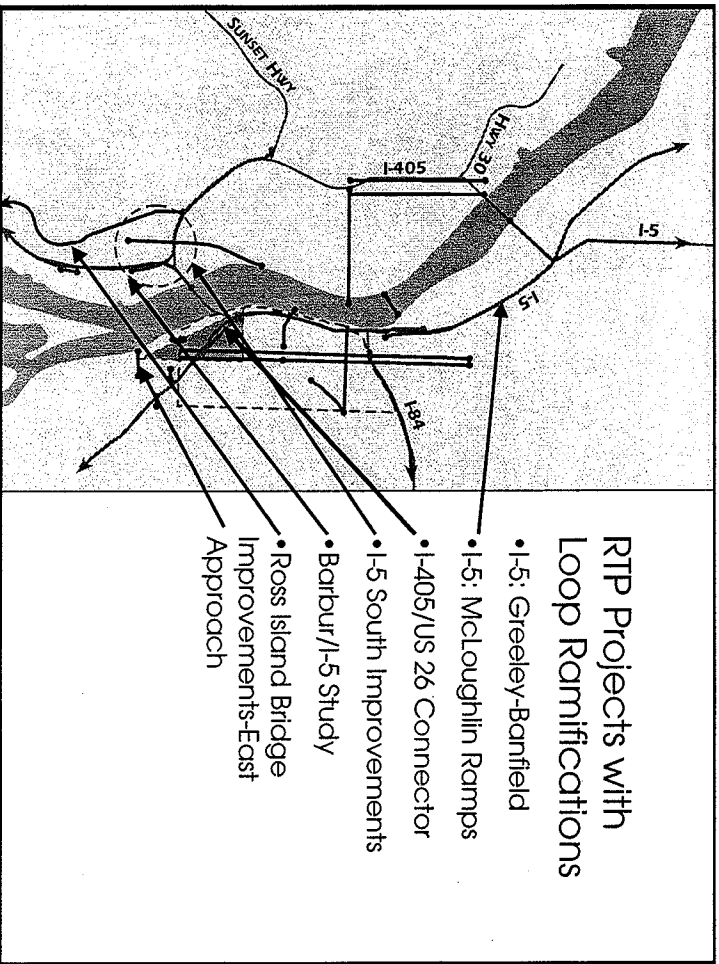 RTP Projects with
Loop Ramifications
• I-5: Greeley-Banfield
• I-5: McLoughlin Ramps
• I-405/US 26 Connector
• I-5 South Improvements
• Barbur/I-5 Study
• Ross Island Bridge
Improvements-East
Approach
SUNSET HWY
HWY 30
I-405
I-5
I-5
I-84